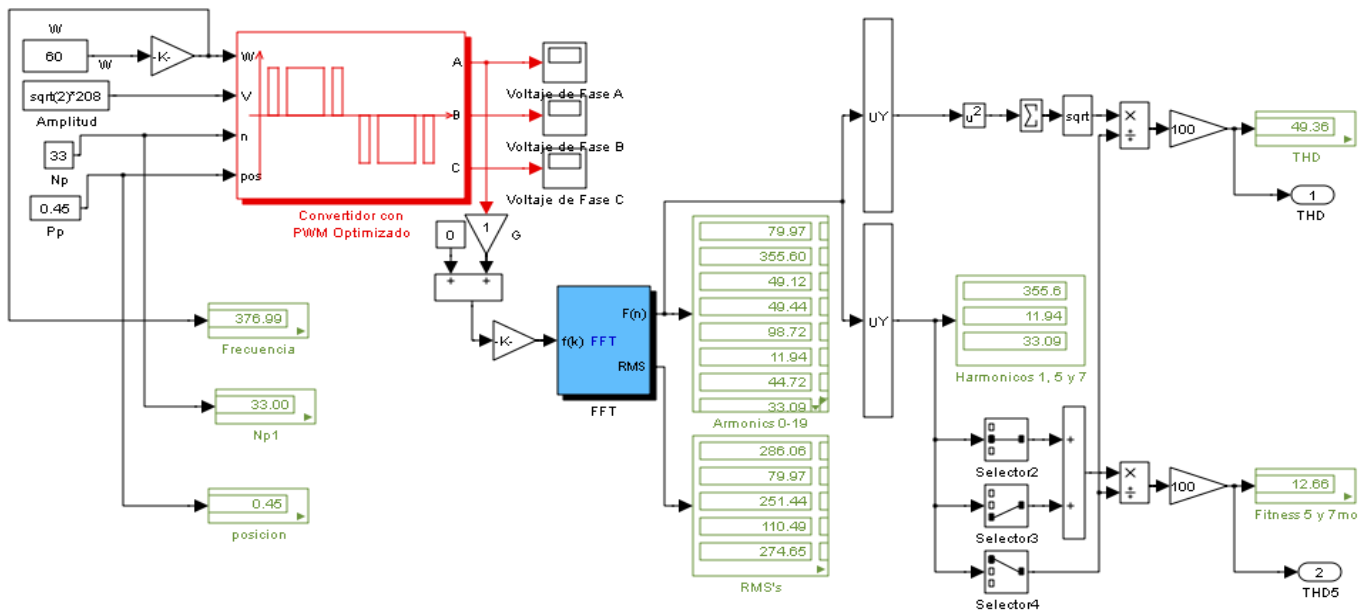 W
60
W
-K-
sqrt(2)*208
Amplitud
33
Np
0.45
Pp
W
V
n
pos
A
B
C
Convertidor con
PWM Optimizado
Voltaje de Fase A
Voltaje de Fase B
Voltaje de Fase C
0
1
G
+
+
-K-
f(k)
FFT
F(n)
RMS
FFT
376.99
Frecuencia
33.00
Np1
0.45
posicion
79.97
355.60
49.12
49.44
98.72
11.94
44.72
33.09
Armonics 0-19
286.06
79.97
251.44
110.49
274.65
RMS's
UY
UY
u²
Σ
sqrt
×
÷
100
49.36
THD
1
THD
355.6
11.94
33.09
Harmonicos 1, 5 y 7
Selector2
Selector3
Selector4
+
+
×
÷
100
12.66
Fitness 5 y 7mo
2
THD5